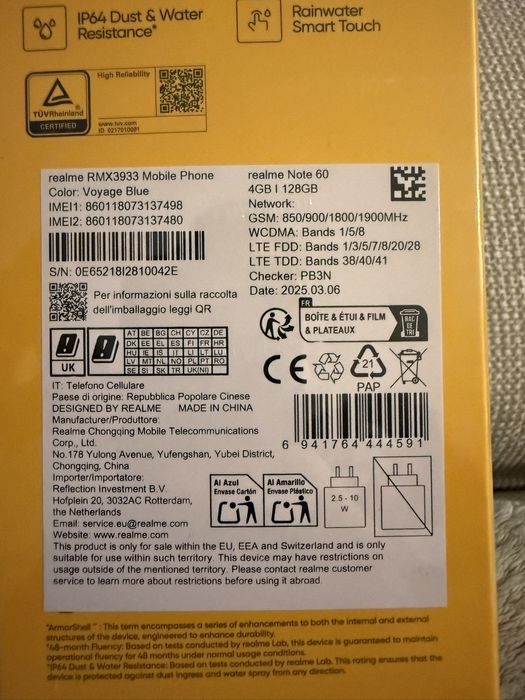 IP64 Dust & Water
Resistance*
Rainwater
Smart Touch
TÜVRheinland
CERTIFIED
High Reliability
www.tuv.com
ID 0217010091
realme RMX3933 Mobile Phone
Color: Voyage Blue
IMEI1: 860118073137498
IMEI2: 860118073137480
S/N: 0E65218I2810042E
Per informazioni sulla raccolta
dell'imballaggio leggi QR
realme Note 60
4GB I 128GB
Network:
GSM: 850/900/1800/1900MHz
WCDMA: Bands 1/5/8
LTE FDD: Bands 1/3/5/7/8/20/28
LTE TDD: Bands 38/40/41
Checker: PB3N
Date: 2025.03.06
FR
BOÎTE & ÉTUI & FILM
& PLATEAUX
BAC
DE
TRI
UK
AT BE BG CH CY CZ DE
DK EE EL ES FI FR HR
HU IE IS IT LI LT LU
LV MT NL NO PL PT RO
SE SI SK TR UK(NI)
CE
21
PAP
IT: Telefono Cellulare
Paese di origine: Repubblica Popolare Cinese
DESIGNED BY REALME MADE IN CHINA
Manufacturer/Produttore:
Realme Chongqing Mobile Telecommunications
Corp., Ltd.
No.178 Yulong Avenue, Yufengshan, Yubei District,
Chongqing, China
Importer/Importatore:
Reflection Investment B.V.
Hofplein 20, 3032AC Rotterdam,
the Netherlands
Email: service.eu@realme.com
Website: www.realme.com
6 941764 444591
Al Azul
Envase Cartón
Al Amarillo
Envase Plástico
2.5 - 10
W
This product is only for sale within the EU, EEA and Switzerland and is only
suitable for use within such territory. This device may have restrictions on
usage outside of the mentioned territory. Please contact realme customer
service to learn more about restrictions before using it abroad.
"ArmorShell™": This term encompasses a series of enhancements to both the internal and external
structures of the device, engineered to enhance durability.
*48-month Fluency: Based on tests conducted by realme Lab, this device is guaranteed to maintain
operational fluency for 48 months under normal usage conditions.
*IP64 Dust & Water Resistance: Based on tests conducted by realme Lab. This rating ensures that the
device is protected against dust ingress and water spray from any direction.